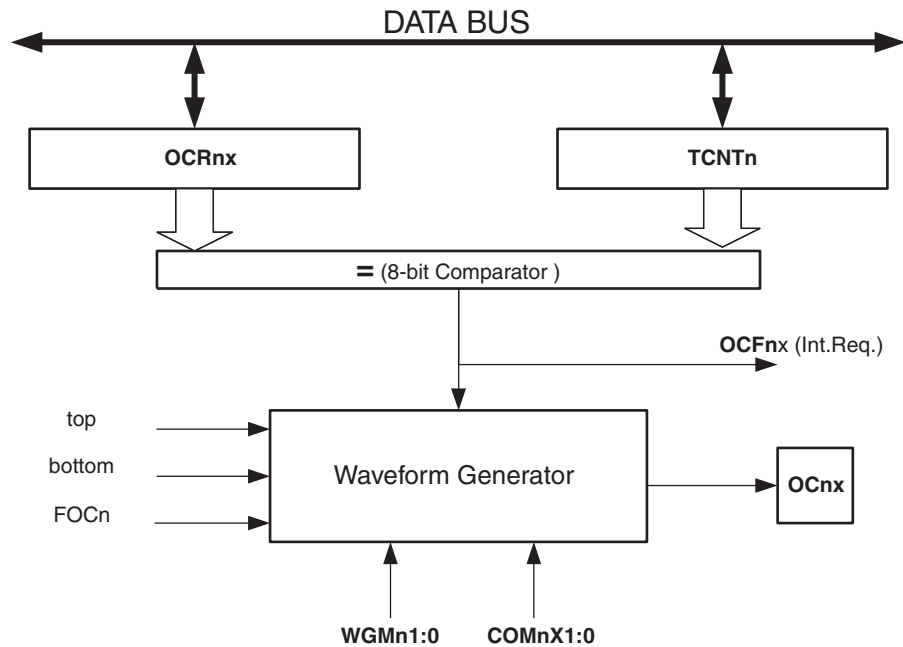 DATA BUS
OCRnx
TCNTn
= (8-bit Comparator )
OCFnx (Int.Req.)
top
bottom
FOCn
Waveform Generator
OCnx
WGMn1:0
COMnX1:0